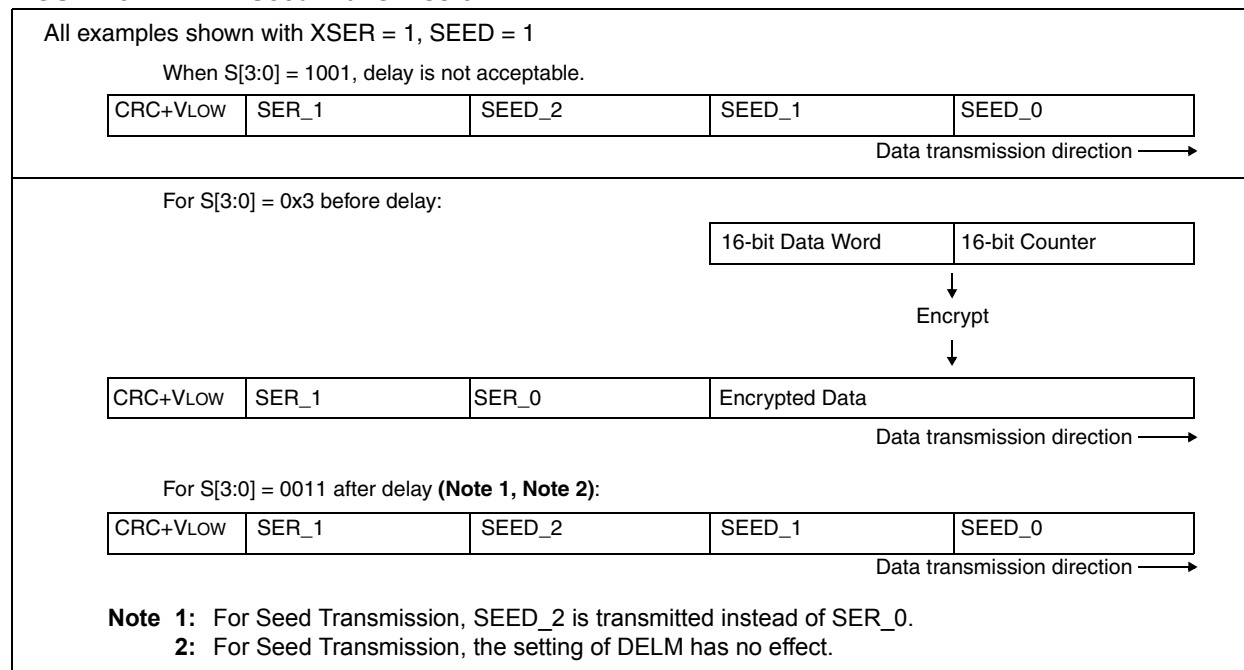 All examples shown with XSER = 1, SEED = 1
When S[3:0] = 1001, delay is not acceptable.
CRC+VLOW SER_1 SEED_2 SEED_1 SEED_0
Data transmission direction
For S[3:0] = 0x3 before delay:
16-bit Data Word 16-bit Counter
Encrypt
CRC+VLOW SER_1 SER_0 Encrypted Data
Data transmission direction
For S[3:0] = 0011 after delay (Note 1, Note 2):
CRC+VLOW SER_1 SEED_2 SEED_1 SEED_0
Data transmission direction
Note 1: For Seed Transmission, SEED_2 is transmitted instead of SER_0.
2: For Seed Transmission, the setting of DELM has no effect.